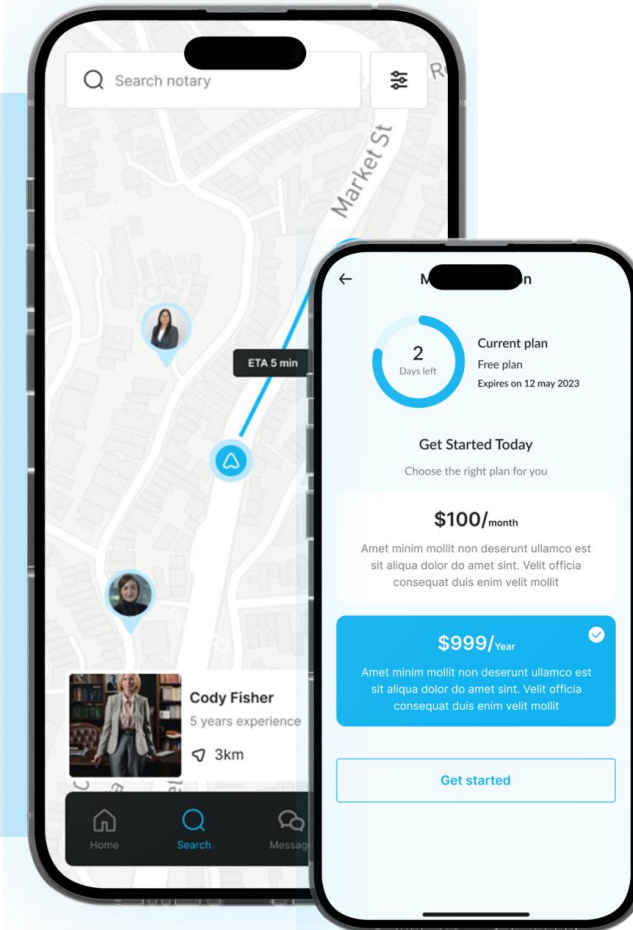 Search notary
Market St
ETA 5 min
Cody Fisher
5 years experience
3km
Home
Search
2
Days left
Current plan
Free plan
Expires on 12 may 2023
Get Started Today
Choose the right plan for you
$100/month
Amet minim mollit non deserunt ullamco est
sit aliqua dolor do amet sint. Velit officia
consequat duis enim velit mollit
$999/Year
Amet minim mollit non deserunt ullamco est
sit aliqua dolor do amet sint. Velit officia
consequat duis enim velit mollit
Get started